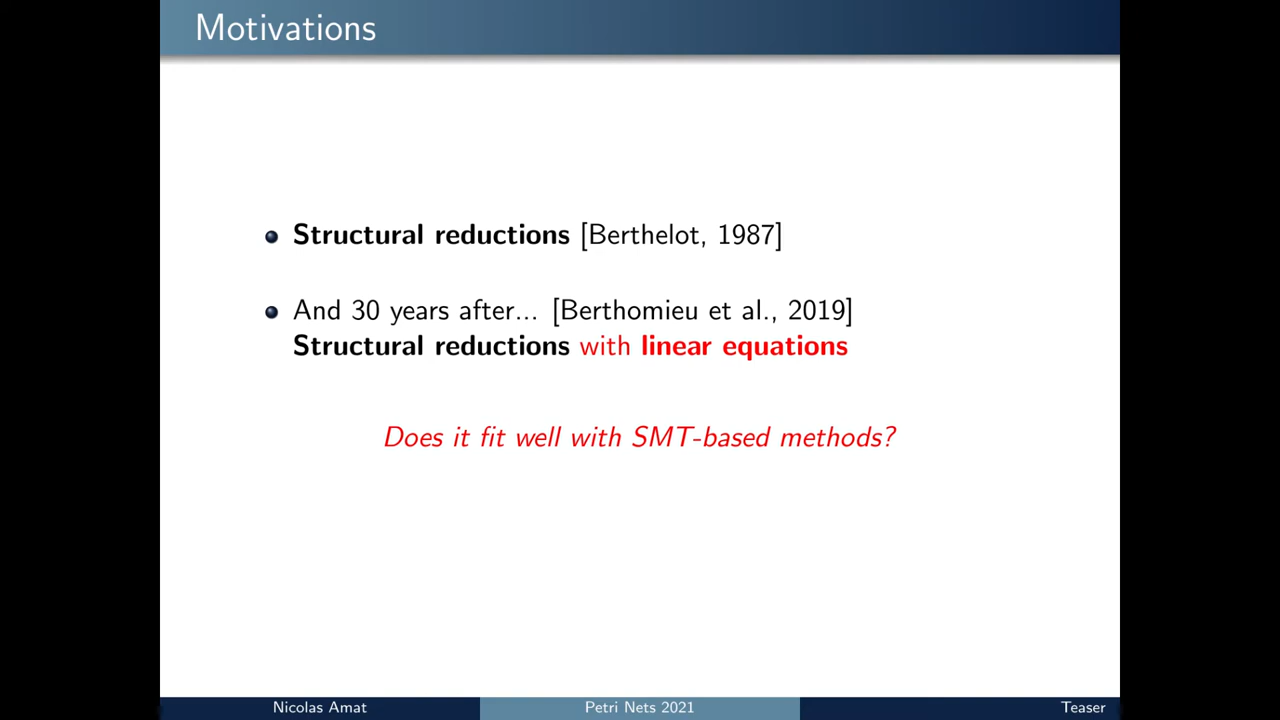 Motivations
Structural reductions [Berthelot, 1987]
And 30 years after... [Berthomieu et al., 2019]
Structural reductions with linear equations
Does it fit well with SMT-based methods?
Nicolas Amat
Petri Nets 2021
Teaser